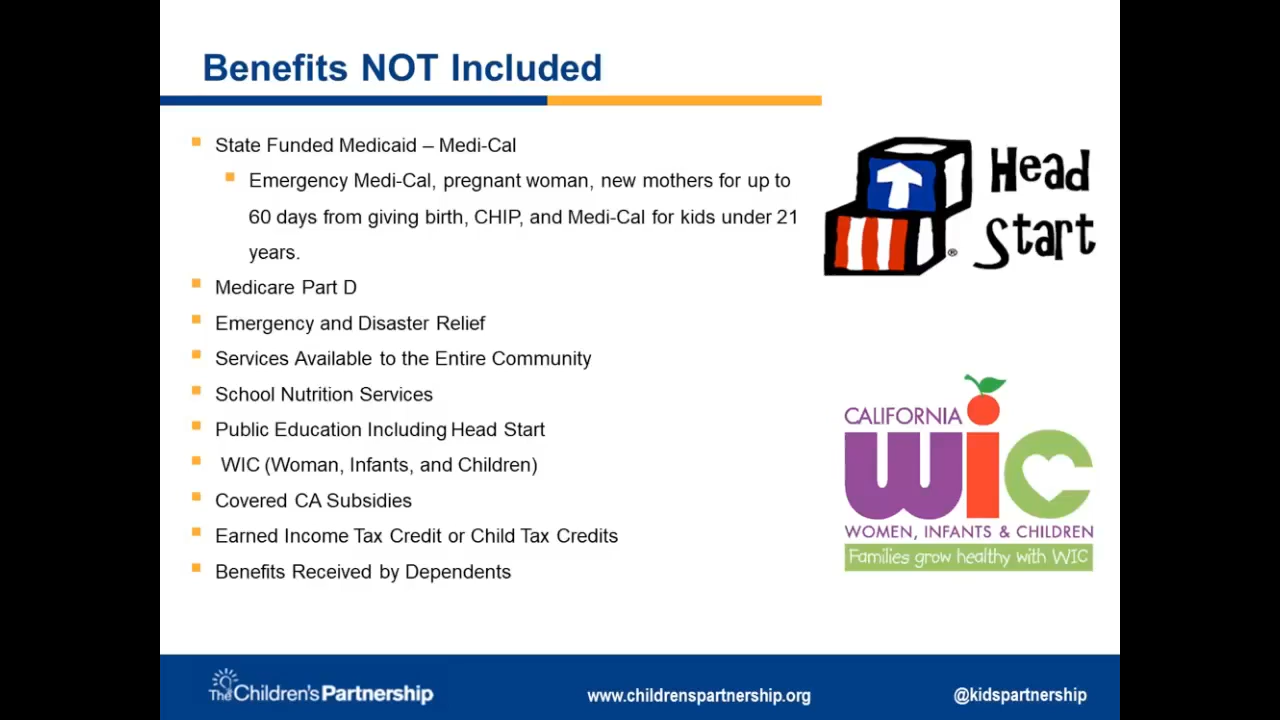 Benefits NOT Included
State Funded Medicaid – Medi-Cal
Emergency Medi-Cal, pregnant woman, new mothers for up to
60 days from giving birth, CHIP, and Medi-Cal for kids under 21
years.
Medicare Part D
Emergency and Disaster Relief
Services Available to the Entire Community
School Nutrition Services
Public Education Including Head Start
WIC (Woman, Infants, and Children)
Covered CA Subsidies
Earned Income Tax Credit or Child Tax Credits
Benefits Received by Dependents
Head
Start
®
CALIFORNIA
wic
WOMEN, INFANTS & CHILDREN
Families grow healthy with WIC
The Children's Partnership
www.childrenspartnership.org
@kidspartnership